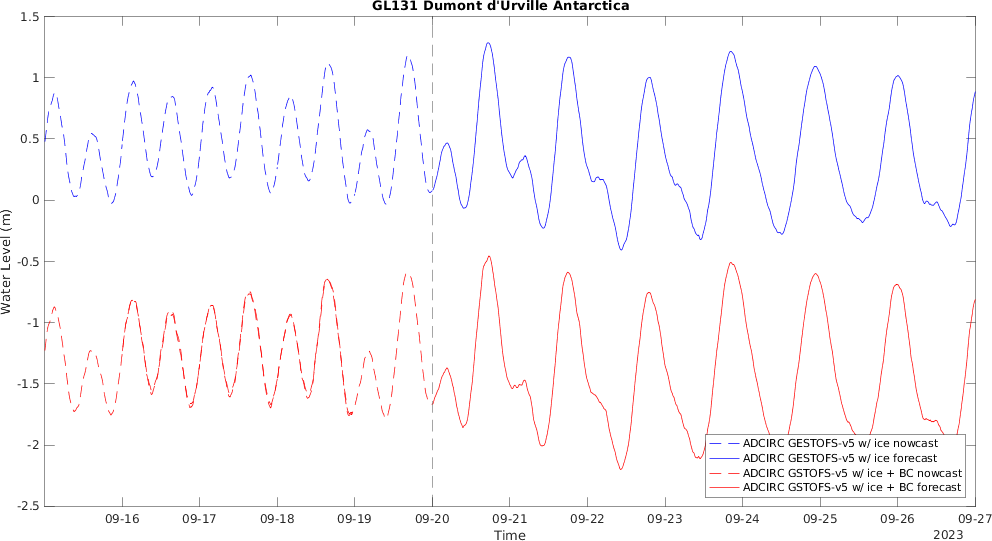 GL131 Dumont d'Urville Antarctica
1.5
1
0.5
0
-0.5
-1
-1.5
-2
-2.5
Water Level (m)
09-16 09-17 09-18 09-19 09-20 09-21 09-22 09-23 09-24 09-25 09-26 09-27
Time
2023
ADCIRC GESTOFS-v5 w/ ice nowcast
ADCIRC GESTOFS-v5 w/ ice forecast
ADCIRC GSTOFS-v5 w/ ice + BC nowcast
ADCIRC GSTOFS-v5 w/ ice + BC forecast